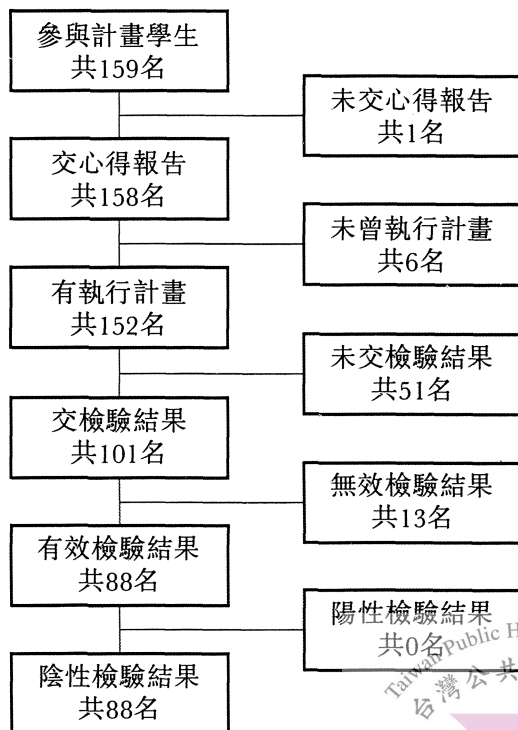 參與計畫學生
共159名
未交心得報告
共1名
交心得報告
共158名
未曾執行計畫
共6名
有執行計畫
共152名
未交檢驗結果
共51名
交檢驗結果
共101名
無效檢驗結果
共13名
有效檢驗結果
共88名
陽性檢驗結果
共0名
陰性檢驗結果
共88名
Taiwan Public H
台灣公共